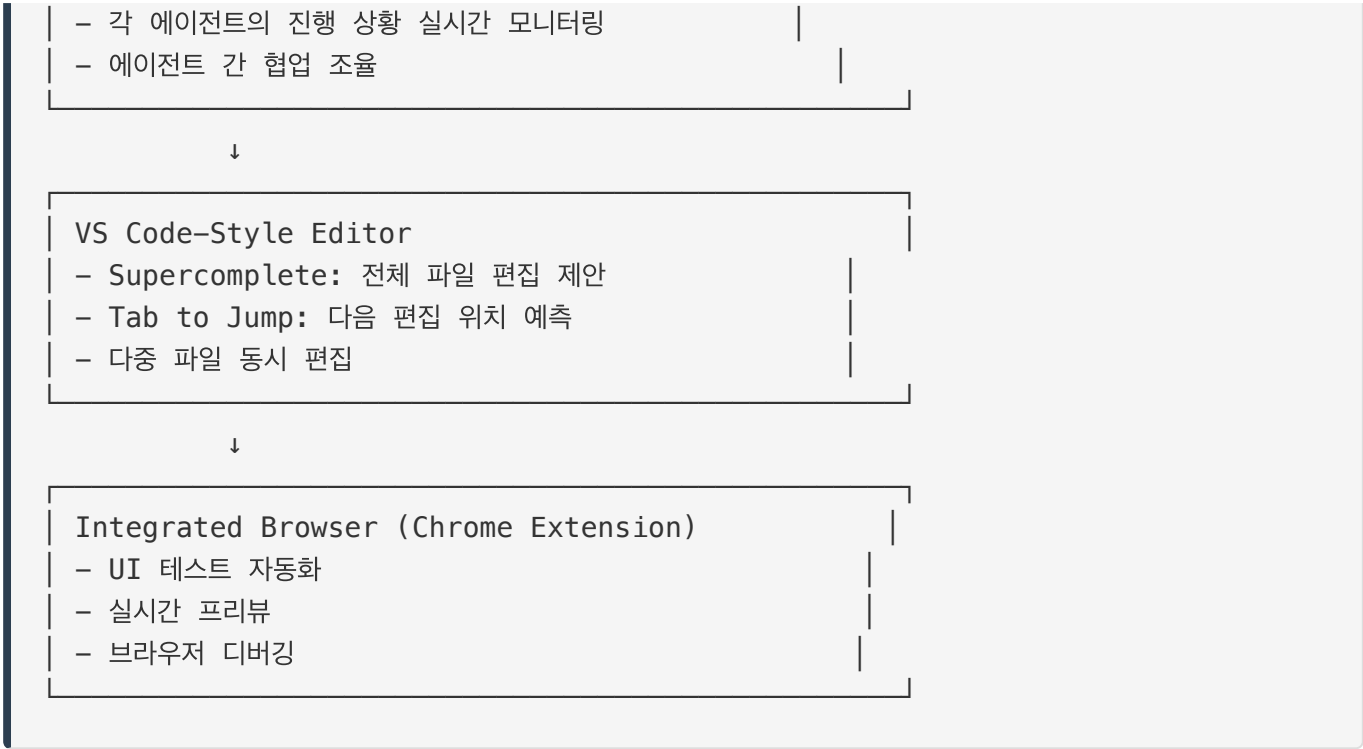 - 각 에이전트의 진행 상황 실시간 모니터링
- 에이전트 간 협업 조율
↓
VS Code-Style Editor
- Supercomplete: 전체 파일 편집 제안
- Tab to Jump: 다음 편집 위치 예측
- 다중 파일 동시 편집
↓
Integrated Browser (Chrome Extension)
- UI 테스트 자동화
- 실시간 프리뷰
- 브라우저 디버깅